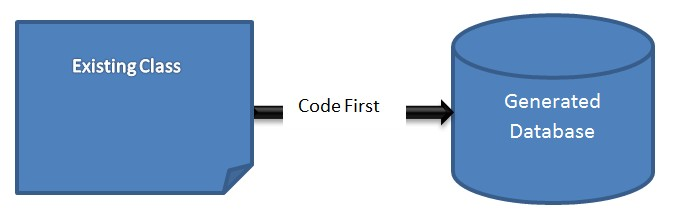 Existing Class
Code First
Generated
Database